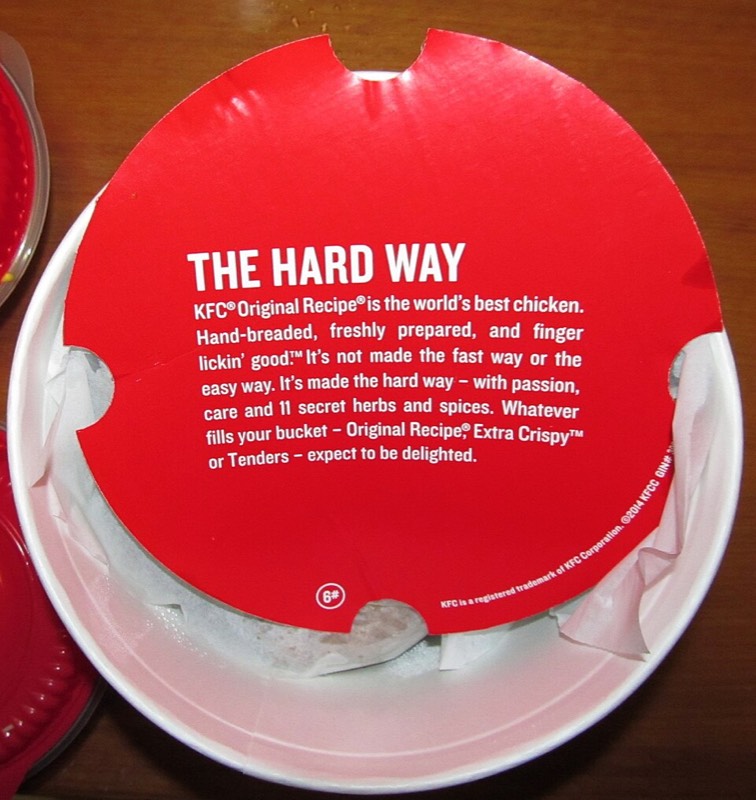 THE HARD WAY
KFC® Original Recipe® is the world's best chicken.
Hand-breaded, freshly prepared, and finger
lickin' good.™ It's not made the fast way or the
easy way. It's made the hard way – with passion,
care and 11 secret herbs and spices. Whatever
fills your bucket – Original Recipe®, Extra Crispy™
or Tenders – expect to be delighted.
6#
KFC is a registered trademark of KFC Corporation. ©2014 KFCC GIN#